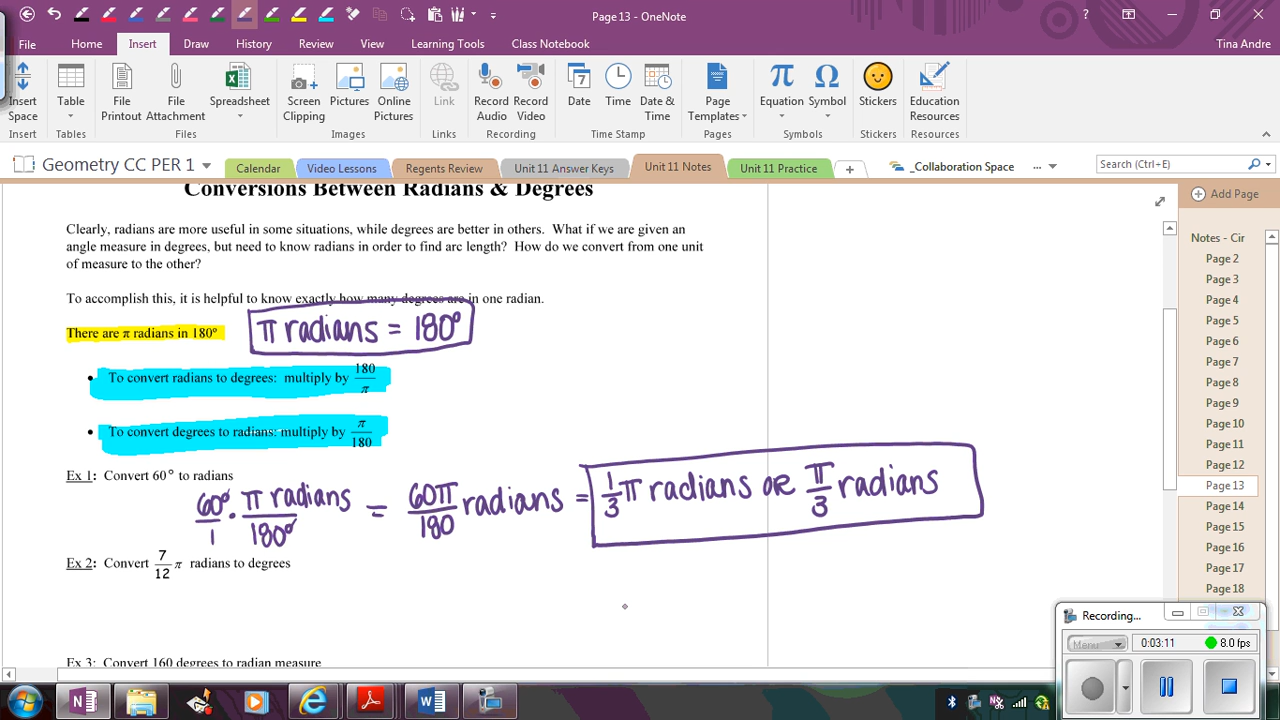 Page 13 - OneNote
?
File
Home
Insert
Draw
History
Review
View
Learning Tools
Class Notebook
Tina Andre
Insert Space
Table
File Printout
File Attachment
Spreadsheet
Screen Clipping
Pictures
Online Pictures
Link
Record Audio
Record Video
Date
Time
Date & Time
Page Templates
Equation
Symbol
Stickers
Education Resources
Insert
Tables
Files
Images
Links
Recording
Time Stamp
Pages
Symbols
Stickers
Resources
Geometry CC PER 1
Calendar
Video Lessons
Regents Review
Unit 11 Answer Keys
Unit 11 Notes
Unit 11 Practice
_Collaboration Space
...
Search (Ctrl+E)
Add Page
Conversions Between Radians & Degrees
Clearly, radians are more useful in some situations, while degrees are better in others. What if we are given an
angle measure in degrees, but need to know radians in order to find arc length? How do we convert from one unit
of measure to the other?
To accomplish this, it is helpful to know exactly how many degrees are in one radian.
There are π radians in 180°
π radians = 180°
• To convert radians to degrees: multiply by 180/π
• To convert degrees to radians: multiply by π/180
Ex 1: Convert 60° to radians
60°/1 · π radians/180° = 60π/180 radians = 1/3 π radians OR π/3 radians
Ex 2: Convert 7/12 π radians to degrees
Ex 3: Convert 160 degrees to radian measure
Notes - Cir
Page 2
Page 3
Page 4
Page 5
Page 6
Page 7
Page 8
Page 9
Page 10
Page 11
Page 12
Page 13
Page 14
Page 15
Page 16
Page 17
Page 18
Recording...
Menu
0:03:11
8.0 fps